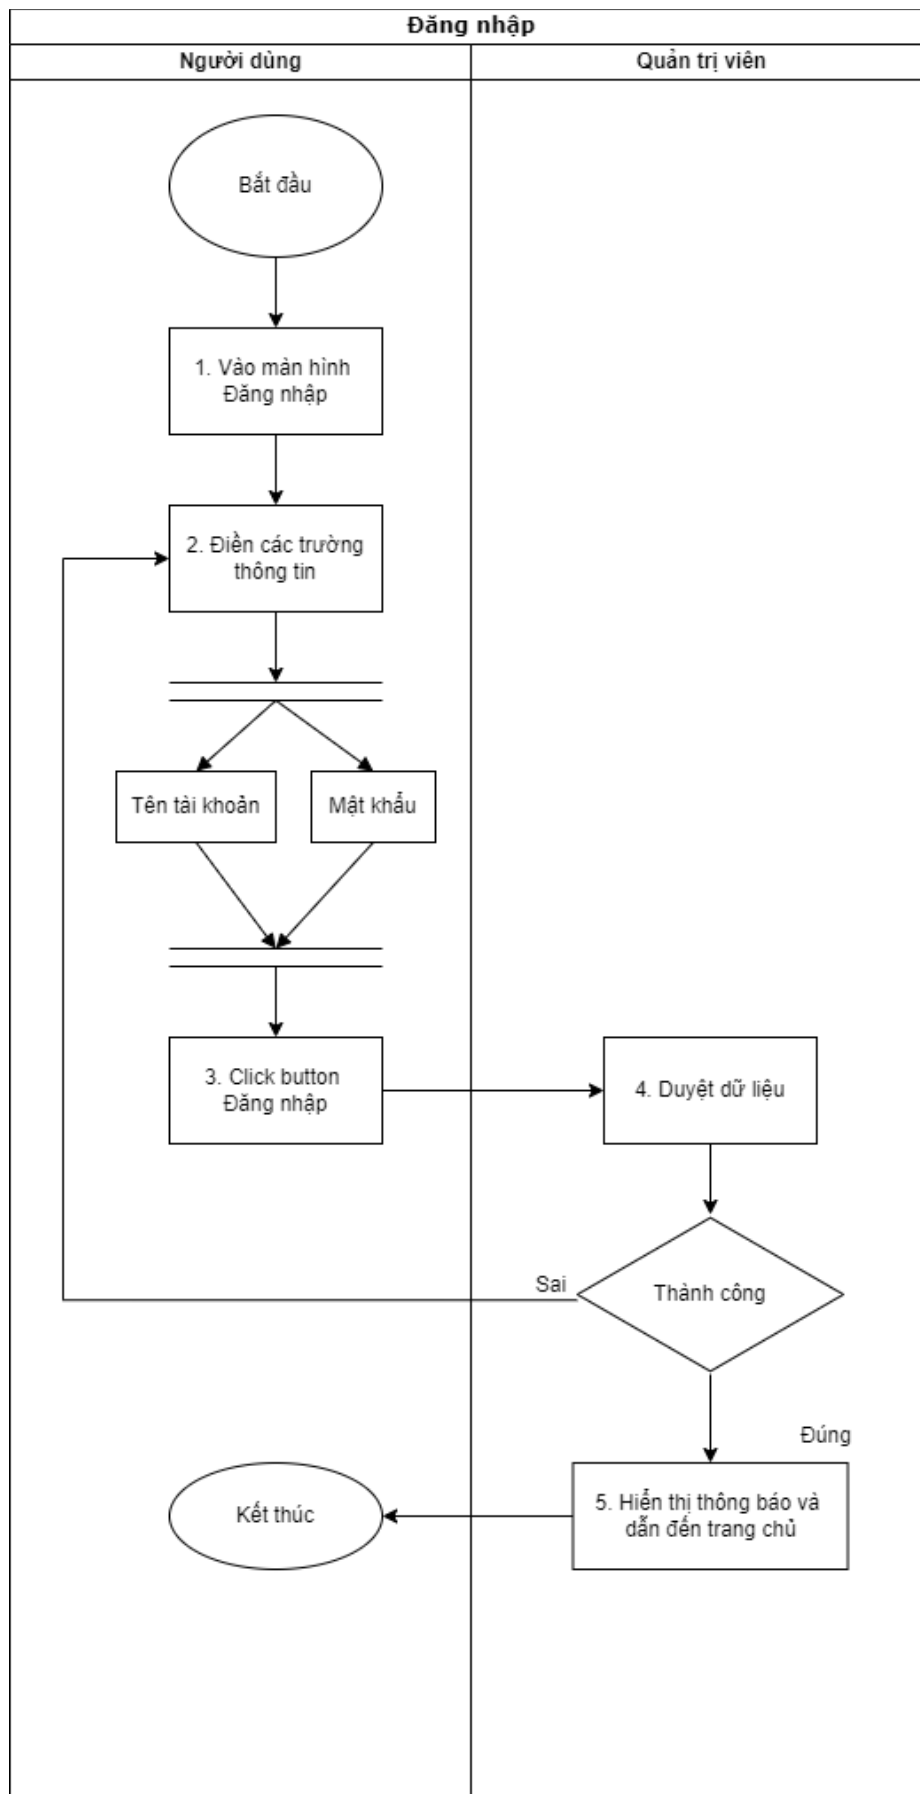 Đăng nhập
Người dùng
Quản trị viên
Bắt đầu
1. Vào màn hình
Đăng nhập
2. Điền các trường
thông tin
Tên tài khoản
Mật khẩu
3. Click button
Đăng nhập
4. Duyệt dữ liệu
Sai
Thành công
Đúng
Kết thúc
5. Hiển thị thông báo và
dẫn đến trang chủ